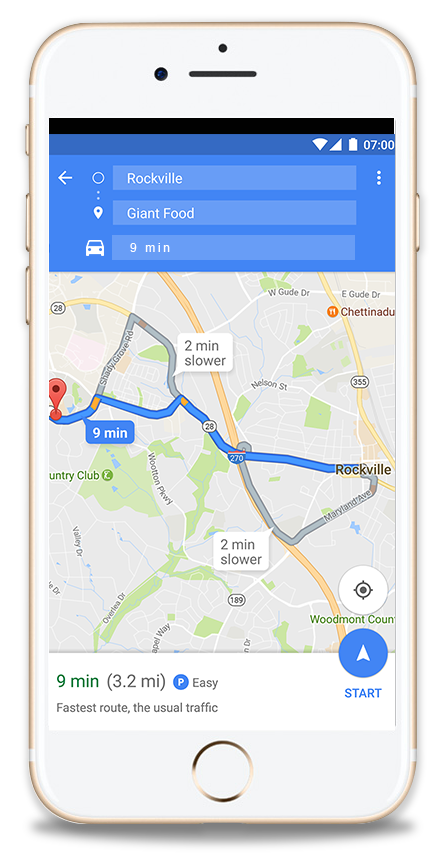 07:00
Rockville
Giant Food
9 min
28
W Gude Dr
E Gude Dr
Chettinadu
2 min
slower
Shady Grove Rd
355
Nelson St
28
9 min
270
Rockville
untry Club
Wootton Pkwy
Maryland Ave
2 min
slower
Valley Dr
189
Overlea Dr
apel Way
Woodmont Coun
9 min (3.2 mi) P Easy
START
Fastest route, the usual traffic